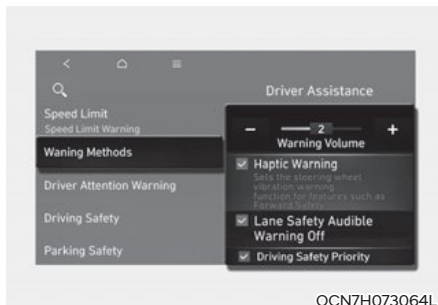 Driver Assistance
Speed Limit
Speed Limit Warning
Waning Methods
Driver Attention Warning
Driving Safety
Parking Safety
− 2 +
Warning Volume
Haptic Warning
Sets the steering wheel
vibration warning
function for features such as
Forward Safety
Lane Safety Audible
Warning Off
Driving Safety Priority
OCN7H073064L